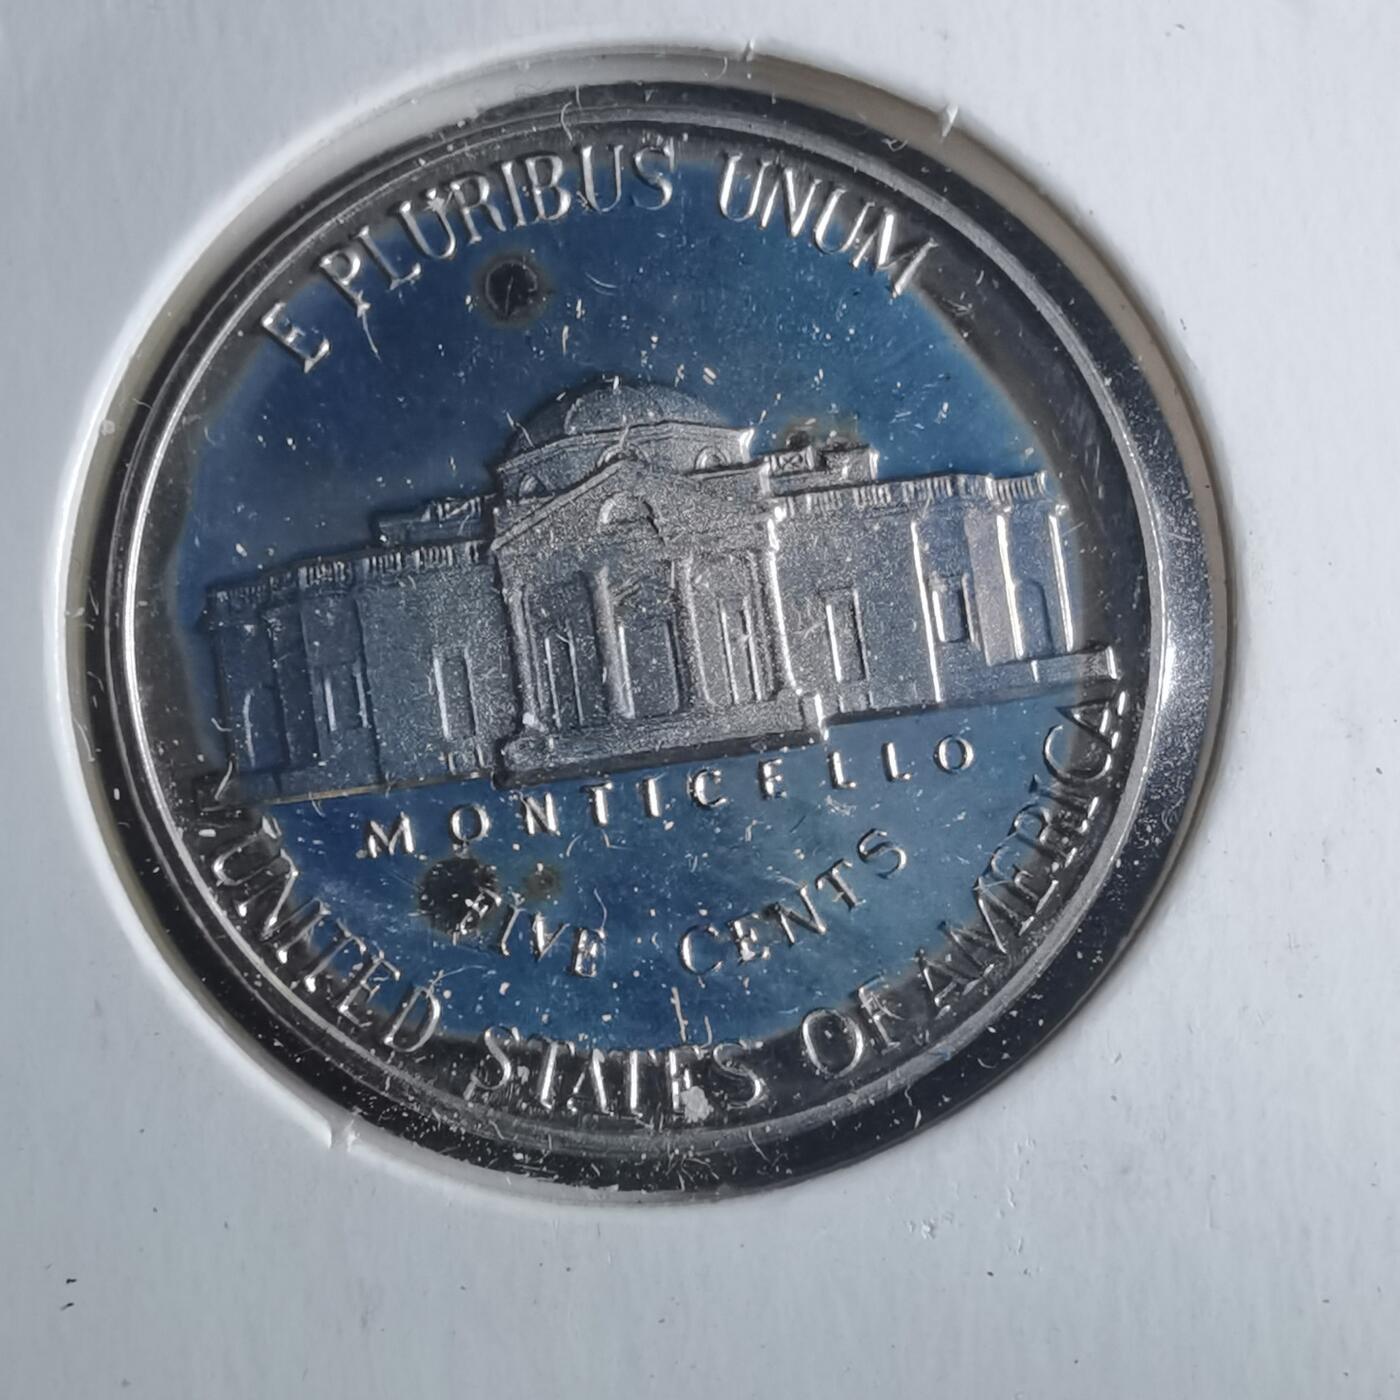 E PLURIBUS UNUM
MONTICELLO
FIVE CENTS
UNITED STATES OF AMERICA